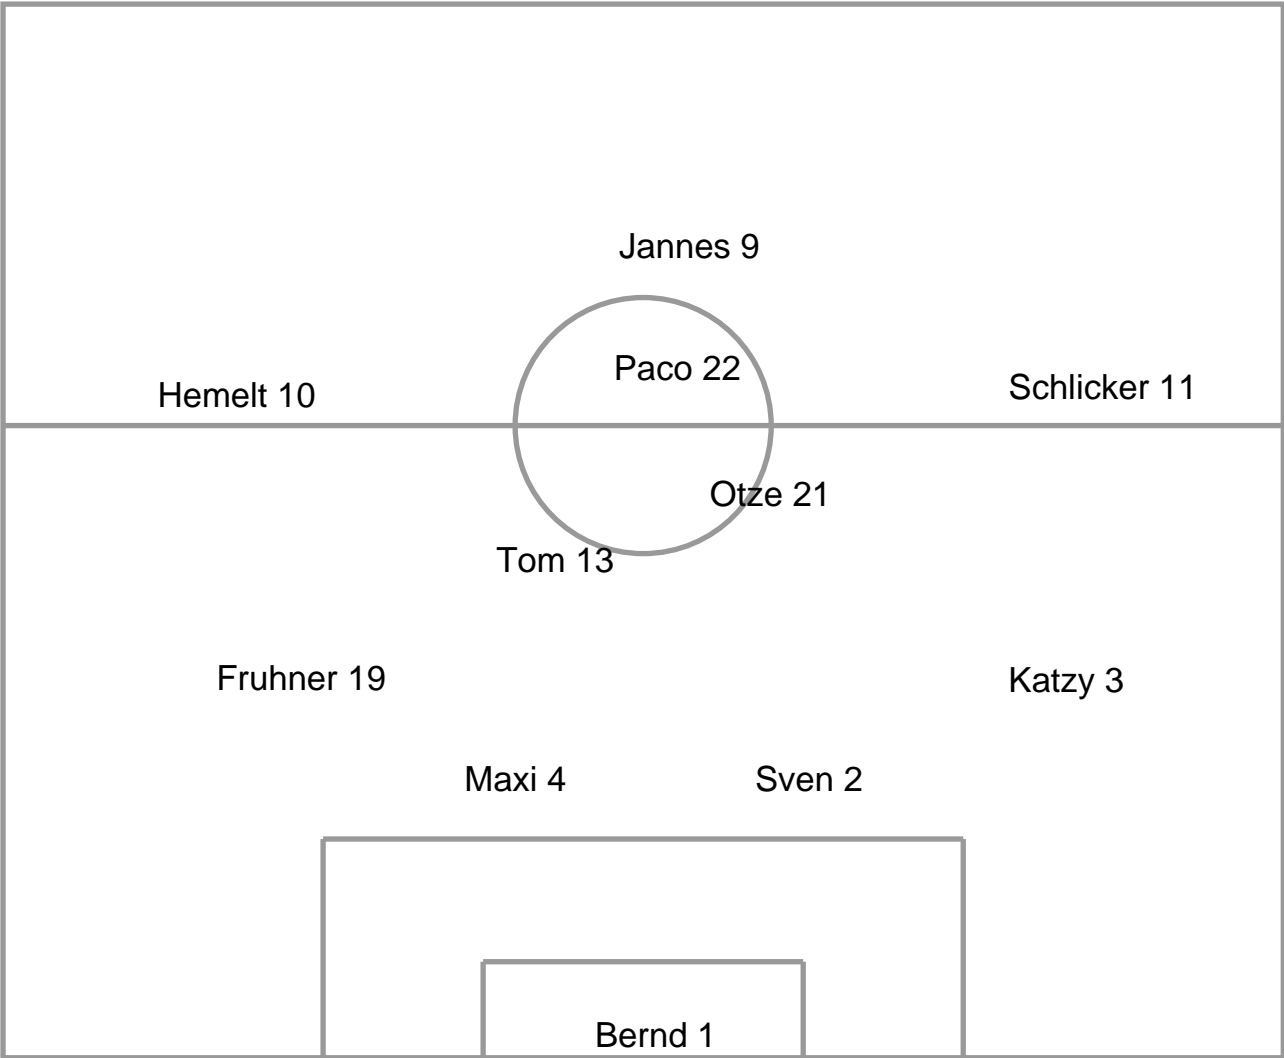 Jannes 9
Paco 22
Schlicker 11
Hemelt 10
Otze 21
Tom 13
Fruhner 19
Katzy 3
Maxi 4
Sven 2
Bernd 1